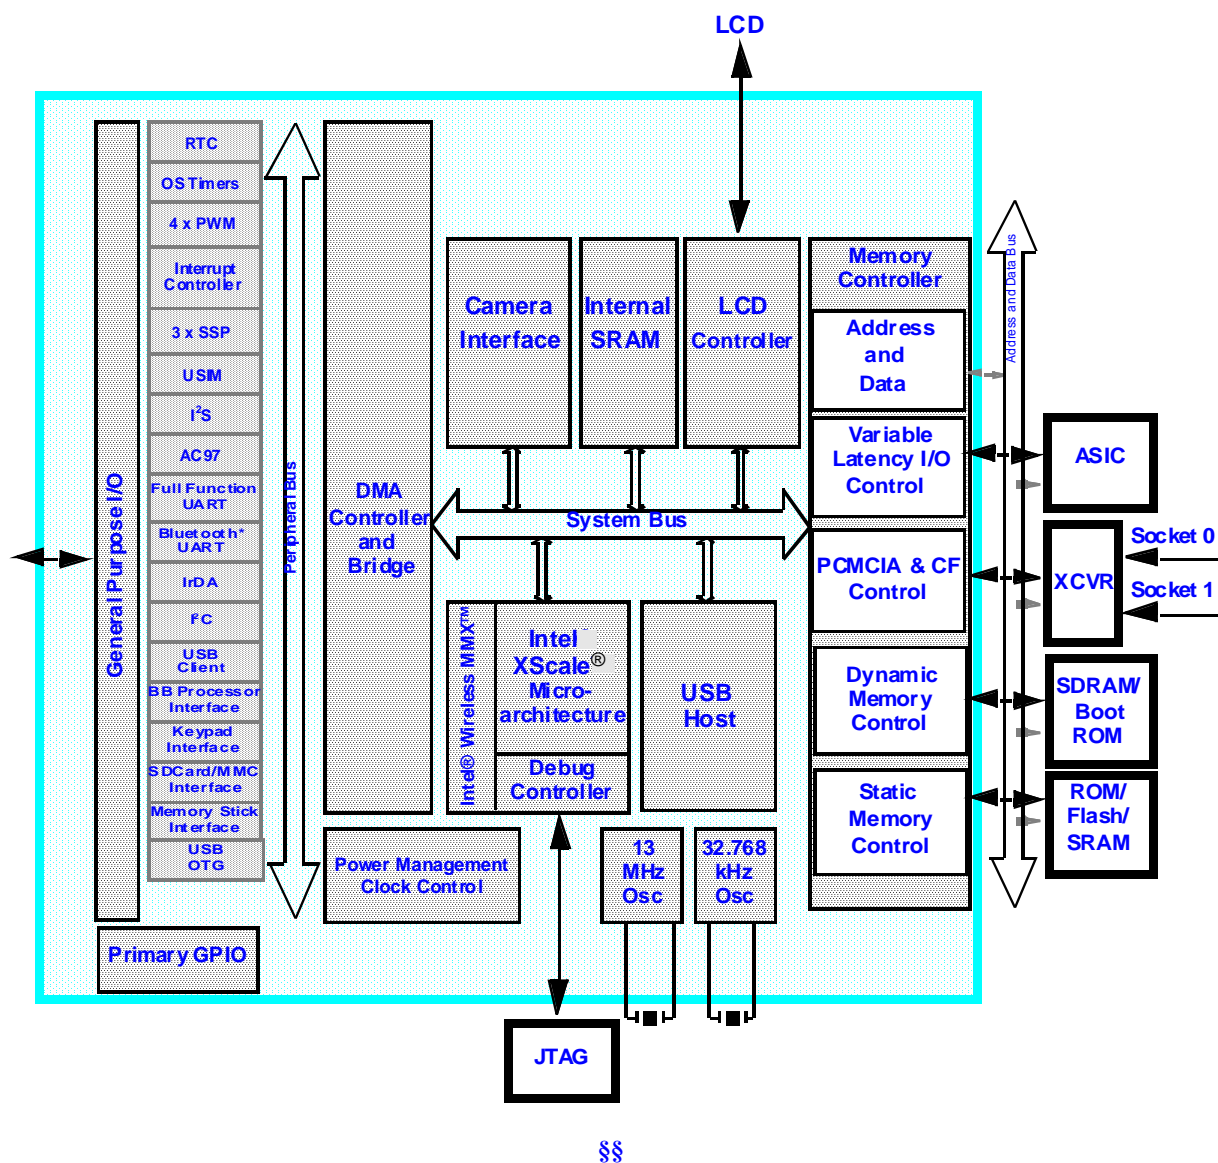 LCD
RTC
OS Timers
4 x PWM
Interrupt
Controller
3 x SSP
USIM
I²S
AC97
Full Function
UART
Bluetooth*
UART
IrDA
I²C
USB
Client
BB Processor
Interface
Keypad
Interface
SDCard/MMC
Interface
Memory Stick
Interface
USB
OTG
General Purpose I/O
Peripheral Bus
Primary GPIO
DMA
Controller
and
Bridge
Camera
Interface
Internal
SRAM
LCD
Controller
System Bus
Intel® Wireless MMX™
Intel
XScale®
Micro-
architecture
Debug
Controller
USB
Host
Power Management
Clock Control
13
MHz
Osc
32.768
kHz
Osc
Memory
Controller
Address
and
Data
Variable
Latency I/O
Control
PCMCIA & CF
Control
Dynamic
Memory
Control
Static
Memory
Control
Address and Data Bus
ASIC
XCVR
Socket 0
Socket 1
SDRAM/
Boot
ROM
ROM/
Flash/
SRAM
JTAG
§§